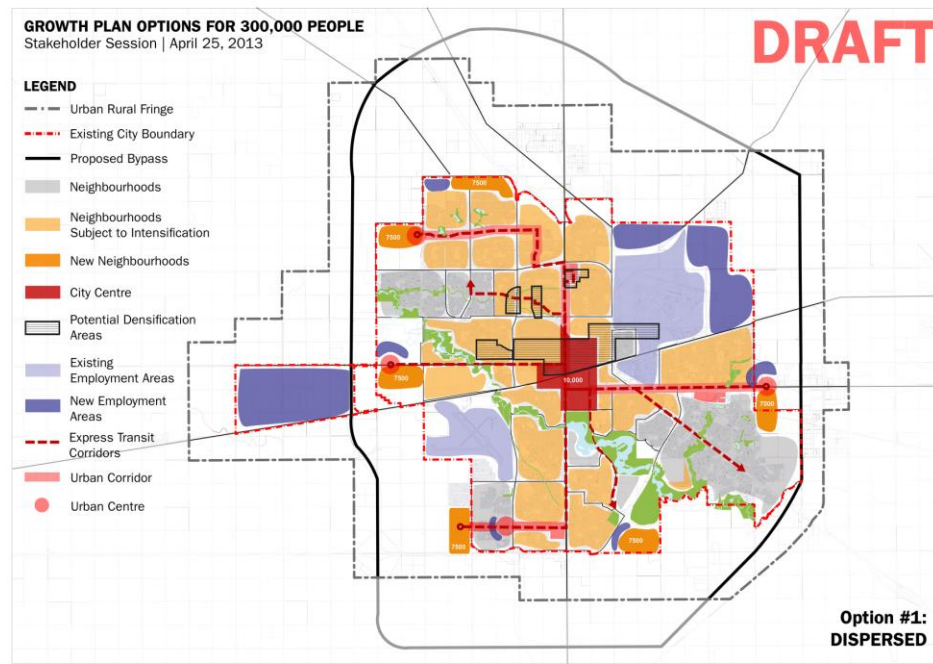 GROWTH PLAN OPTIONS FOR 300,000 PEOPLE
Stakeholder Session | April 25, 2013
DRAFT
LEGEND
Urban Rural Fringe
Existing City Boundary
Proposed Bypass
Neighbourhoods
Neighbourhoods
Subject to Intensification
New Neighbourhoods
City Centre
Potential Densification
Areas
Existing
Employment Areas
New Employment
Areas
Express Transit
Corridors
Urban Corridor
Urban Centre
7500
7500
7500
10,000
7500
7500
7500
Option #1:
DISPERSED